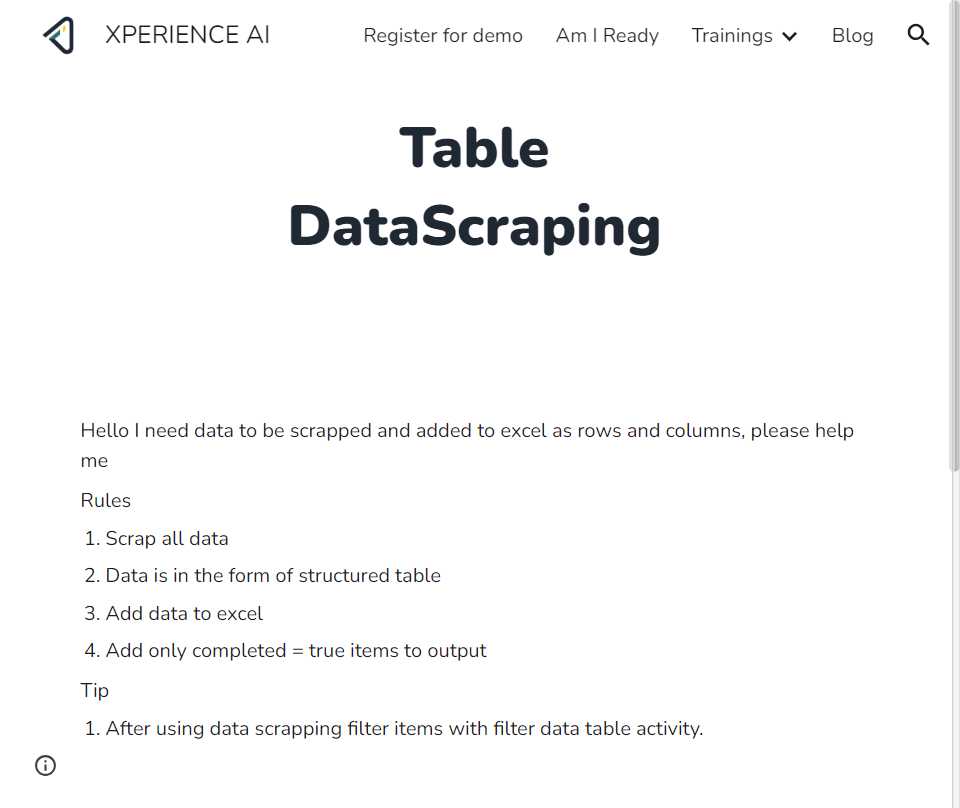 XPERIENCE AI
Register for demo
Am I Ready
Trainings
Blog
Table
DataScraping
Hello I need data to be scrapped and added to excel as rows and columns, please help
me
Rules
1. Scrap all data
2. Data is in the form of structured table
3. Add data to excel
4. Add only completed = true items to output
Tip
1. After using data scrapping filter items with filter data table activity.